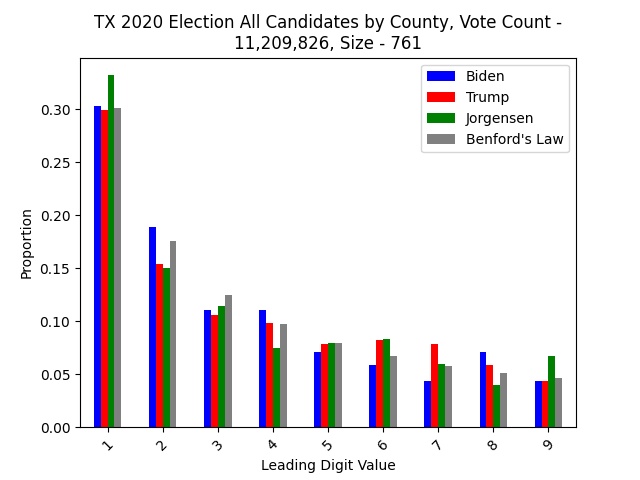 TX 2020 Election All Candidates by County, Vote Count -
11,209,826, Size - 761
Biden
Trump
Jorgensen
Benford's Law
Proportion
0.30
0.25
0.20
0.15
0.10
0.05
0.00
1 2 3 4 5 6 7 8 9
Leading Digit Value